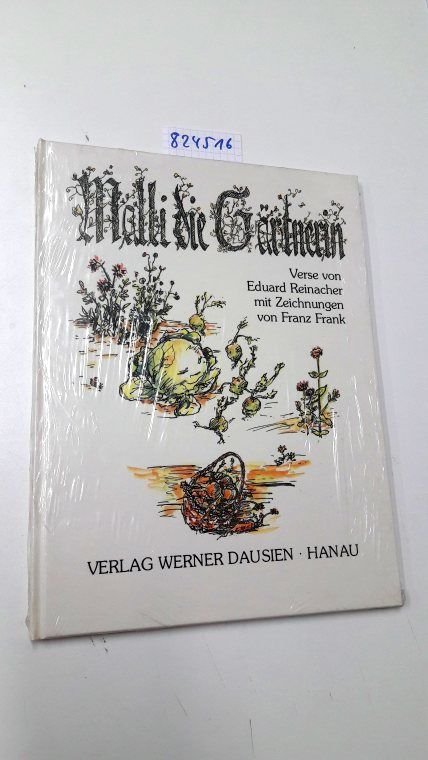 824516
Malli die Gärtnerin
Verse von
Eduard Reinacher
mit Zeichnungen
von Franz Frank
VERLAG WERNER DAUSIEN · HANAU